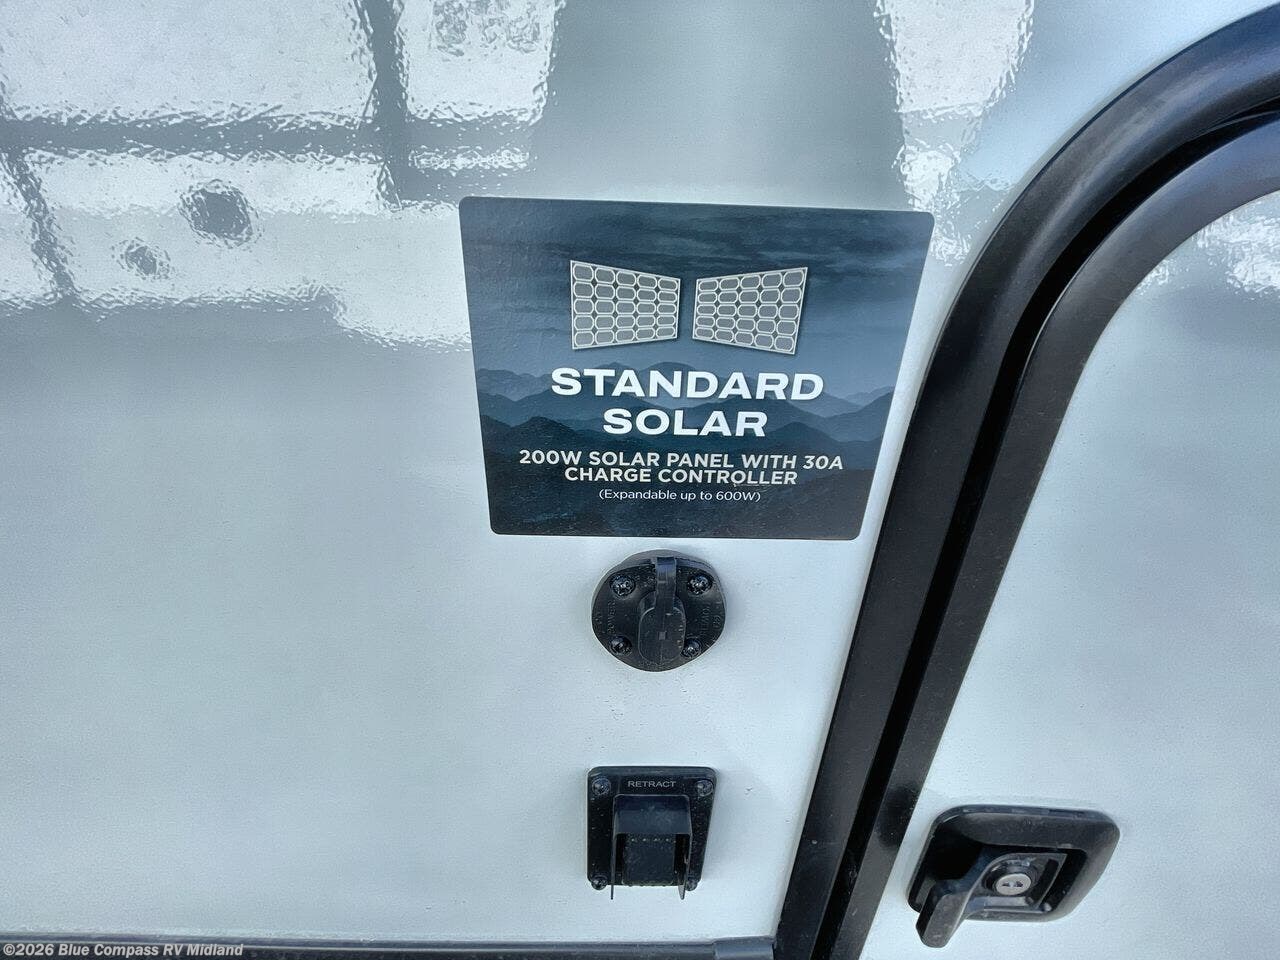 STANDARD
SOLAR
200W SOLAR PANEL WITH 30A
CHARGE CONTROLLER
(Expandable up to 600W)
RETRACT
©2026 Blue Compass RV Midland